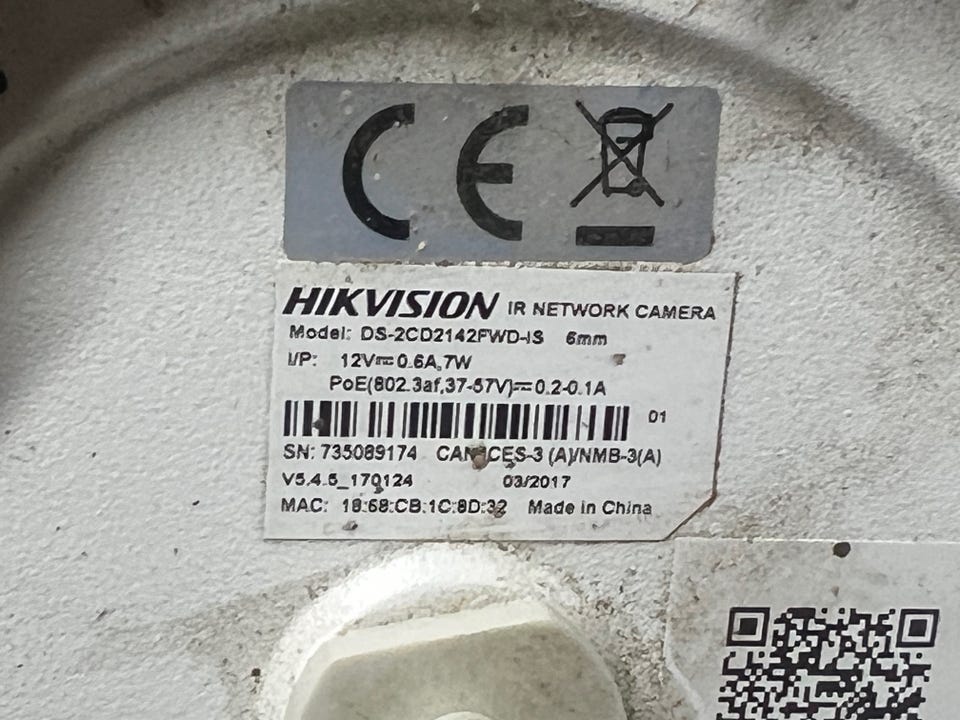 CE
HIKVISION IR NETWORK CAMERA
Model: DS-2CD2142FWD-IS 6mm
I/P: 12V⎓0.6A,7W
PoE(802.3af,37-57V)⎓0.2-0.1A
01
SN: 735089174 CAN ICES-3 (A)/NMB-3(A)
V5.4.5_170124 03/2017
MAC: 18:68:CB:1C:8D:32 Made in China